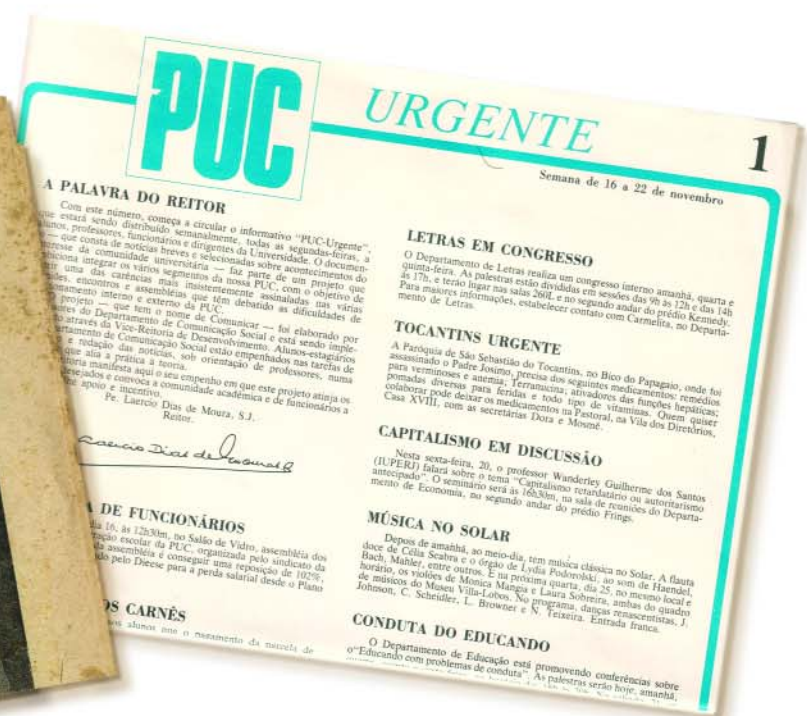 PUC
URGENTE
1
Semana de 16 a 22 de novembro
A PALAVRA DO REITOR
Com este número, começa a circular o informativo "PUC-Urgente",
que estará sendo distribuído semanalmente, todas as segundas-feiras, a
alunos, professores, funcionários e dirigentes da Universidade. O documen-
— que consta de notícias breves e selecionadas sobre acontecimentos do
interesse da comunidade universitária — faz parte de um projeto que
integrar os vários segmentos da nossa PUC, com o objetivo de
uma das carências mais insistentemente assinaladas nas várias
encontros e assembléias que têm debatido as dificuldades de
interno e externo da PUC.
projeto — que tem o nome de Comunicar — foi elaborado por
do Departamento de Comunicação Social e está sendo imple-
através da Vice-Reitoria de Desenvolvimento. Alunos-estagiários
de Comunicação Social estão empenhados nas tarefas de
e redação das notícias, sob orientação de professores, numa
que alia a prática à teoria.
manifesta aqui o seu empenho em que este projeto atinja os
desejados e convoca a comunidade acadêmica e de funcionários a
apoio e incentivo.
Pe. Laercio Dias de Moura, S.J.
Reitor.
Laercio Dias de Moura SJ
DE FUNCIONÁRIOS
dia 16, às 12h30m, no Salão de Vidro, assembléia dos
escolar da PUC, organizada pelo sindicato da
da assembléia é conseguir uma reposição de 102%,
pelo Dieese para a perda salarial desde o Plano
OS CARNÊS
alunos que o pagamento da parcela de
LETRAS EM CONGRESSO
O Departamento de Letras realiza um congresso interno amanhã, quarta e
quinta-feira. As palestras estão divididas em sessões das 9h às 12h e das 14h
às 17h, e terão lugar nas salas 260L e no segundo andar do prédio Kennedy.
Para maiores informações, estabelecer contato com Carmelita, no Departa-
mento de Letras.
TOCANTINS URGENTE
A Paróquia de São Sebastião do Tocantins, no Bico do Papagaio, onde foi
assassinado o Padre Josimo, precisa dos seguintes medicamentos: remédios
para verminoses e anemia; Terramacina; ativadores das funções hepáticas;
pomadas diversas para feridas e todo tipo de vitaminas. Quem quiser
colaborar pode deixar os medicamentos na Pastoral, na Vila dos Diretórios,
Casa XVIII, com as secretárias Dora e Mosmé.
CAPITALISMO EM DISCUSSÃO
Nesta sexta-feira, 20, o professor Wanderley Guilherme dos Santos
(IUPERJ) falará sobre o tema "Capitalismo retardatário ou autoritarismo
antecipado". O seminário será às 16h30m, na sala de reuniões do Departa-
mento de Economia, no segundo andar do prédio Frings.
MÚSICA NO SOLAR
Depois de amanhã, ao meio-dia, tem música clássica no Solar. A flauta
doce de Célia Seabra e o órgão de Lydia Podorolski, ao som de Haendel,
Bach, Mahler, entre outros. E na próxima quarta, dia 25, no mesmo local e
horário, os violões de Monica Mangia e Laura Sobreira, ambas do quadro
de músicos do Museu Villa-Lobos. No programa, danças renascentistas, J.
Johnson, C. Scheidler, L. Browner e N. Teixeira. Entrada franca.
CONDUTA DO EDUCANDO
O Departamento de Educação está promovendo conferências sobre
o "Educando com problemas de conduta". As palestras serão hoje, amanhã,